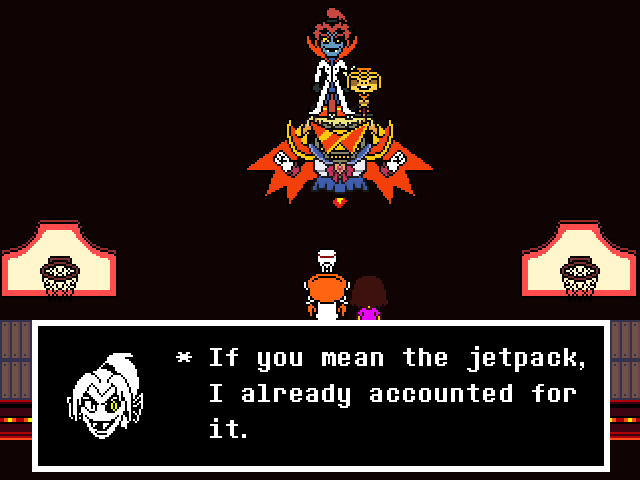 * If you mean the jetpack,
I already accounted for
it.